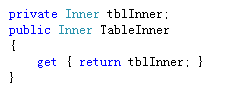 private Inner tblInner;
public Inner TableInner
{
    get { return tblInner; }
}